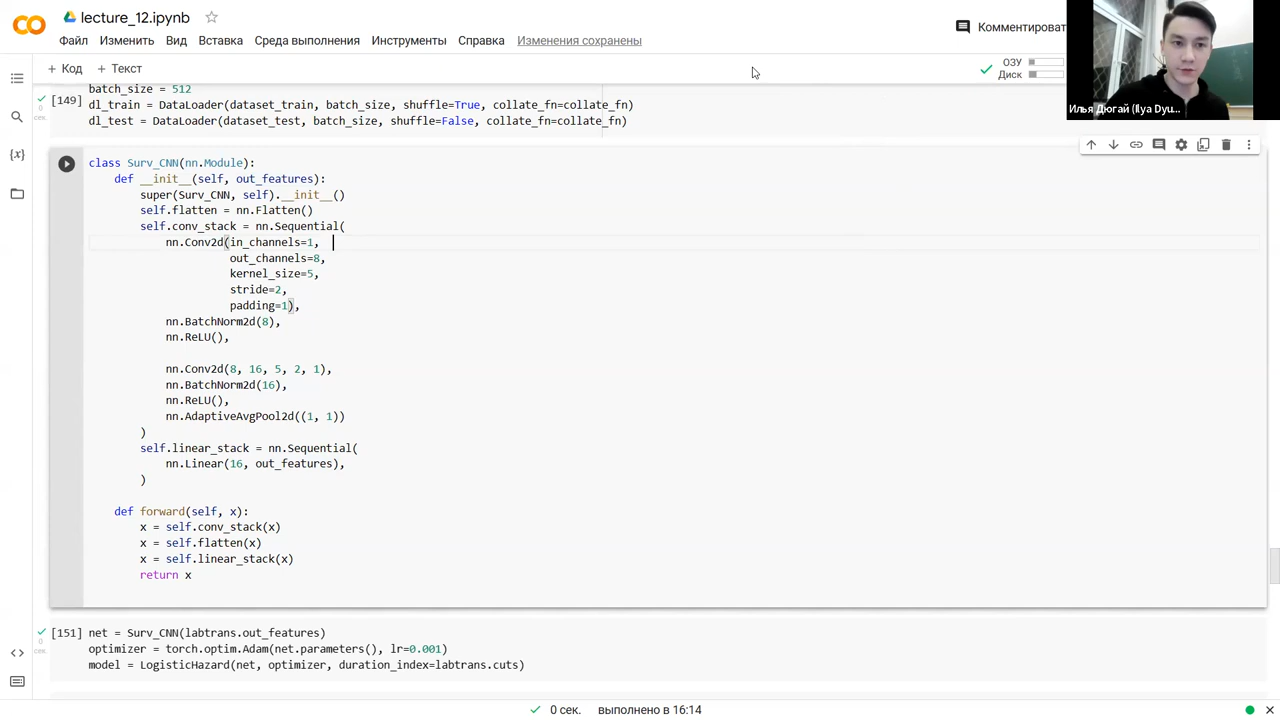 lecture_12.ipynb
Комментироват
Файл Изменить Вид Вставка Среда выполнения Инструменты Справка Изменения сохранены
+ Код + Текст
ОЗУ
Диск
Илья Дюгай (Ilya Dyu...
batch_size = 512
[149]
dl_train = DataLoader(dataset_train, batch_size, shuffle=True, collate_fn=collate_fn)
0
сек.
dl_test = DataLoader(dataset_test, batch_size, shuffle=False, collate_fn=collate_fn)
{x}
class Surv_CNN(nn.Module):
def __init__(self, out_features):
super(Surv_CNN, self).__init__()
self.flatten = nn.Flatten()
self.conv_stack = nn.Sequential(
nn.Conv2d(in_channels=1,
out_channels=8,
kernel_size=5,
stride=2,
padding=1),
nn.BatchNorm2d(8),
nn.ReLU(),
nn.Conv2d(8, 16, 5, 2, 1),
nn.BatchNorm2d(16),
nn.ReLU(),
nn.AdaptiveAvgPool2d((1, 1))
)
self.linear_stack = nn.Sequential(
nn.Linear(16, out_features),
)
def forward(self, x):
x = self.conv_stack(x)
x = self.flatten(x)
x = self.linear_stack(x)
return x
[151] net = Surv_CNN(labtrans.out_features)
0
сек.
optimizer = torch.optim.Adam(net.parameters(), lr=0.001)
model = LogisticHazard(net, optimizer, duration_index=labtrans.cuts)
0 сек. выполнено в 16:14